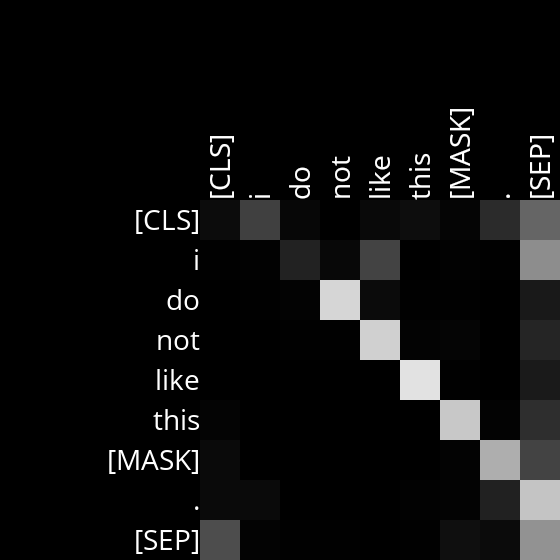 [CLS] i do not like this [MASK] . [SEP]
[CLS]
i
do
not
like
this
[MASK]
.
[SEP]